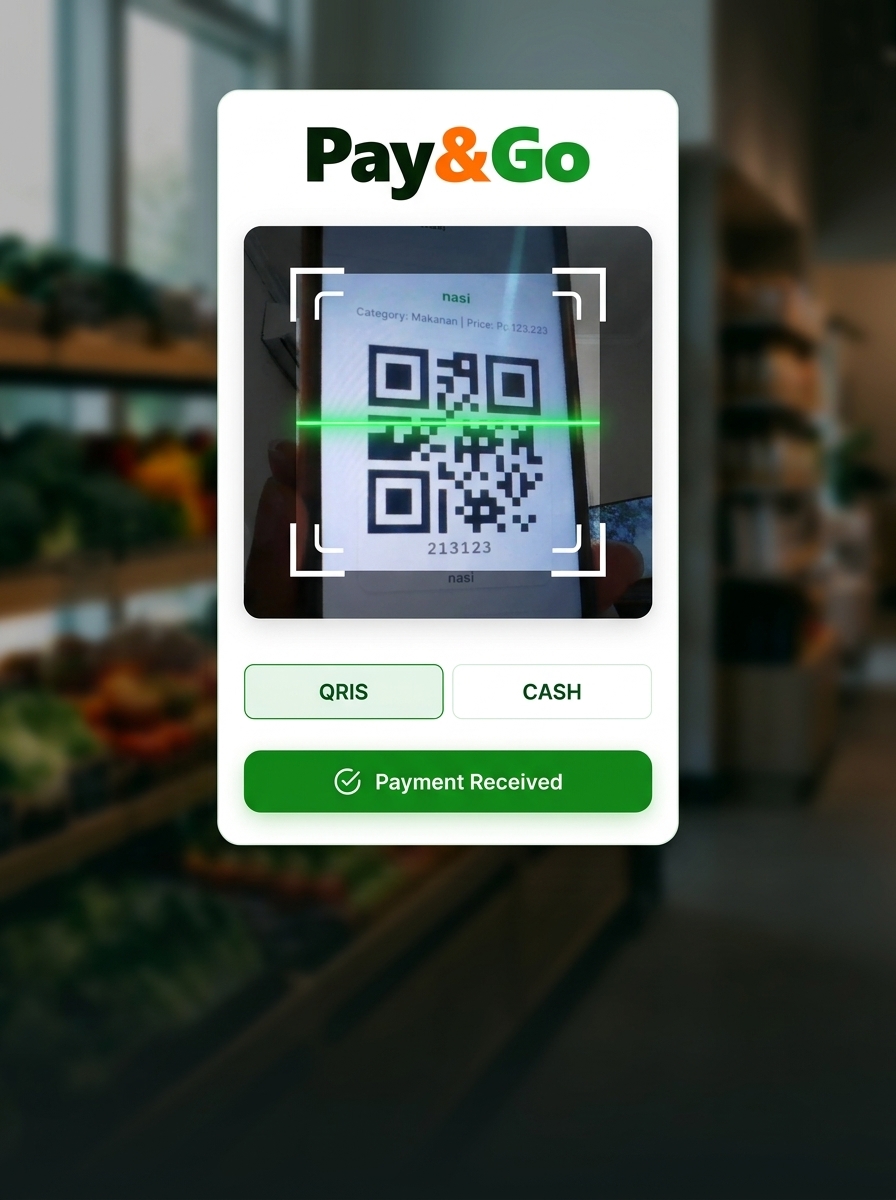 Pay&Go
nasi
Category: Makanan | Price: 123.223
213123
nasi
QRIS
CASH
Payment Received